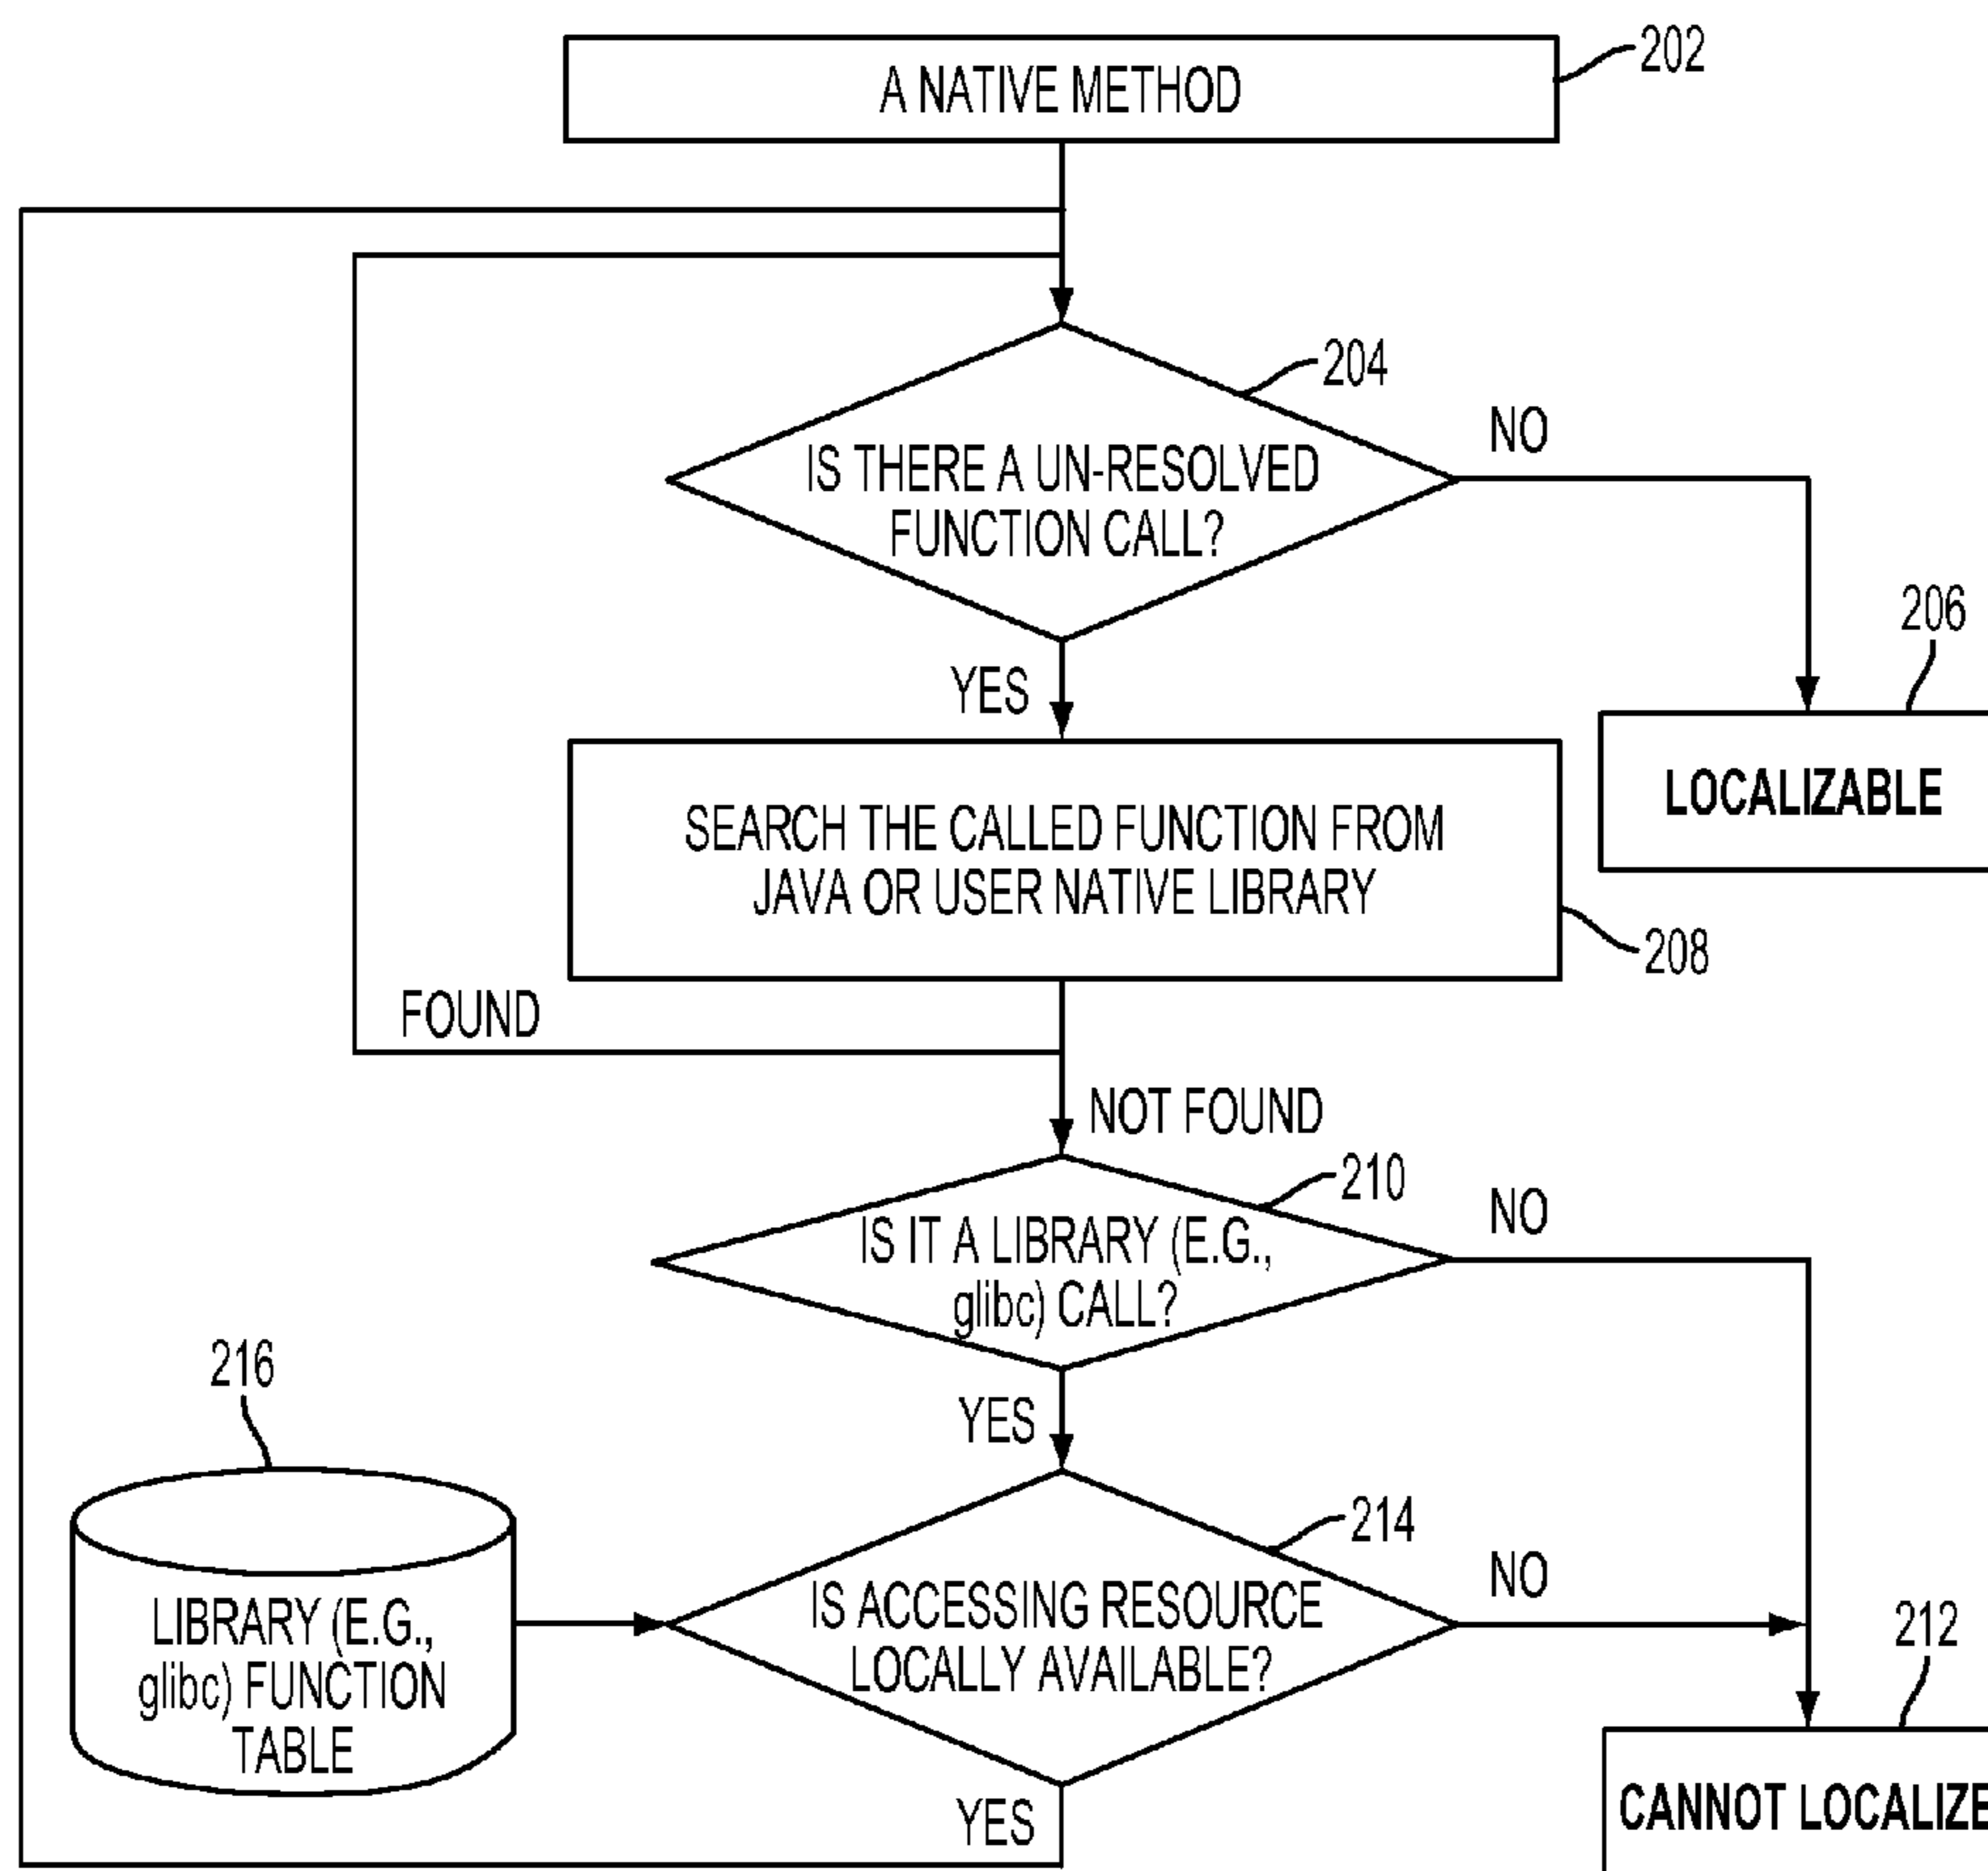 A NATIVE METHOD
202
204
IS THERE A UN-RESOLVED
FUNCTION CALL?
NO
YES
206
LOCALIZABLE
SEARCH THE CALLED FUNCTION FROM
JAVA OR USER NATIVE LIBRARY
208
FOUND
NOT FOUND
210
IS IT A LIBRARY (E.G.,
glibc) CALL?
NO
YES
216
LIBRARY (E.G.,
glibc) FUNCTION
TABLE
214
IS ACCESSING RESOURCE
LOCALLY AVAILABLE?
NO
YES
212
CANNOT LOCALIZE